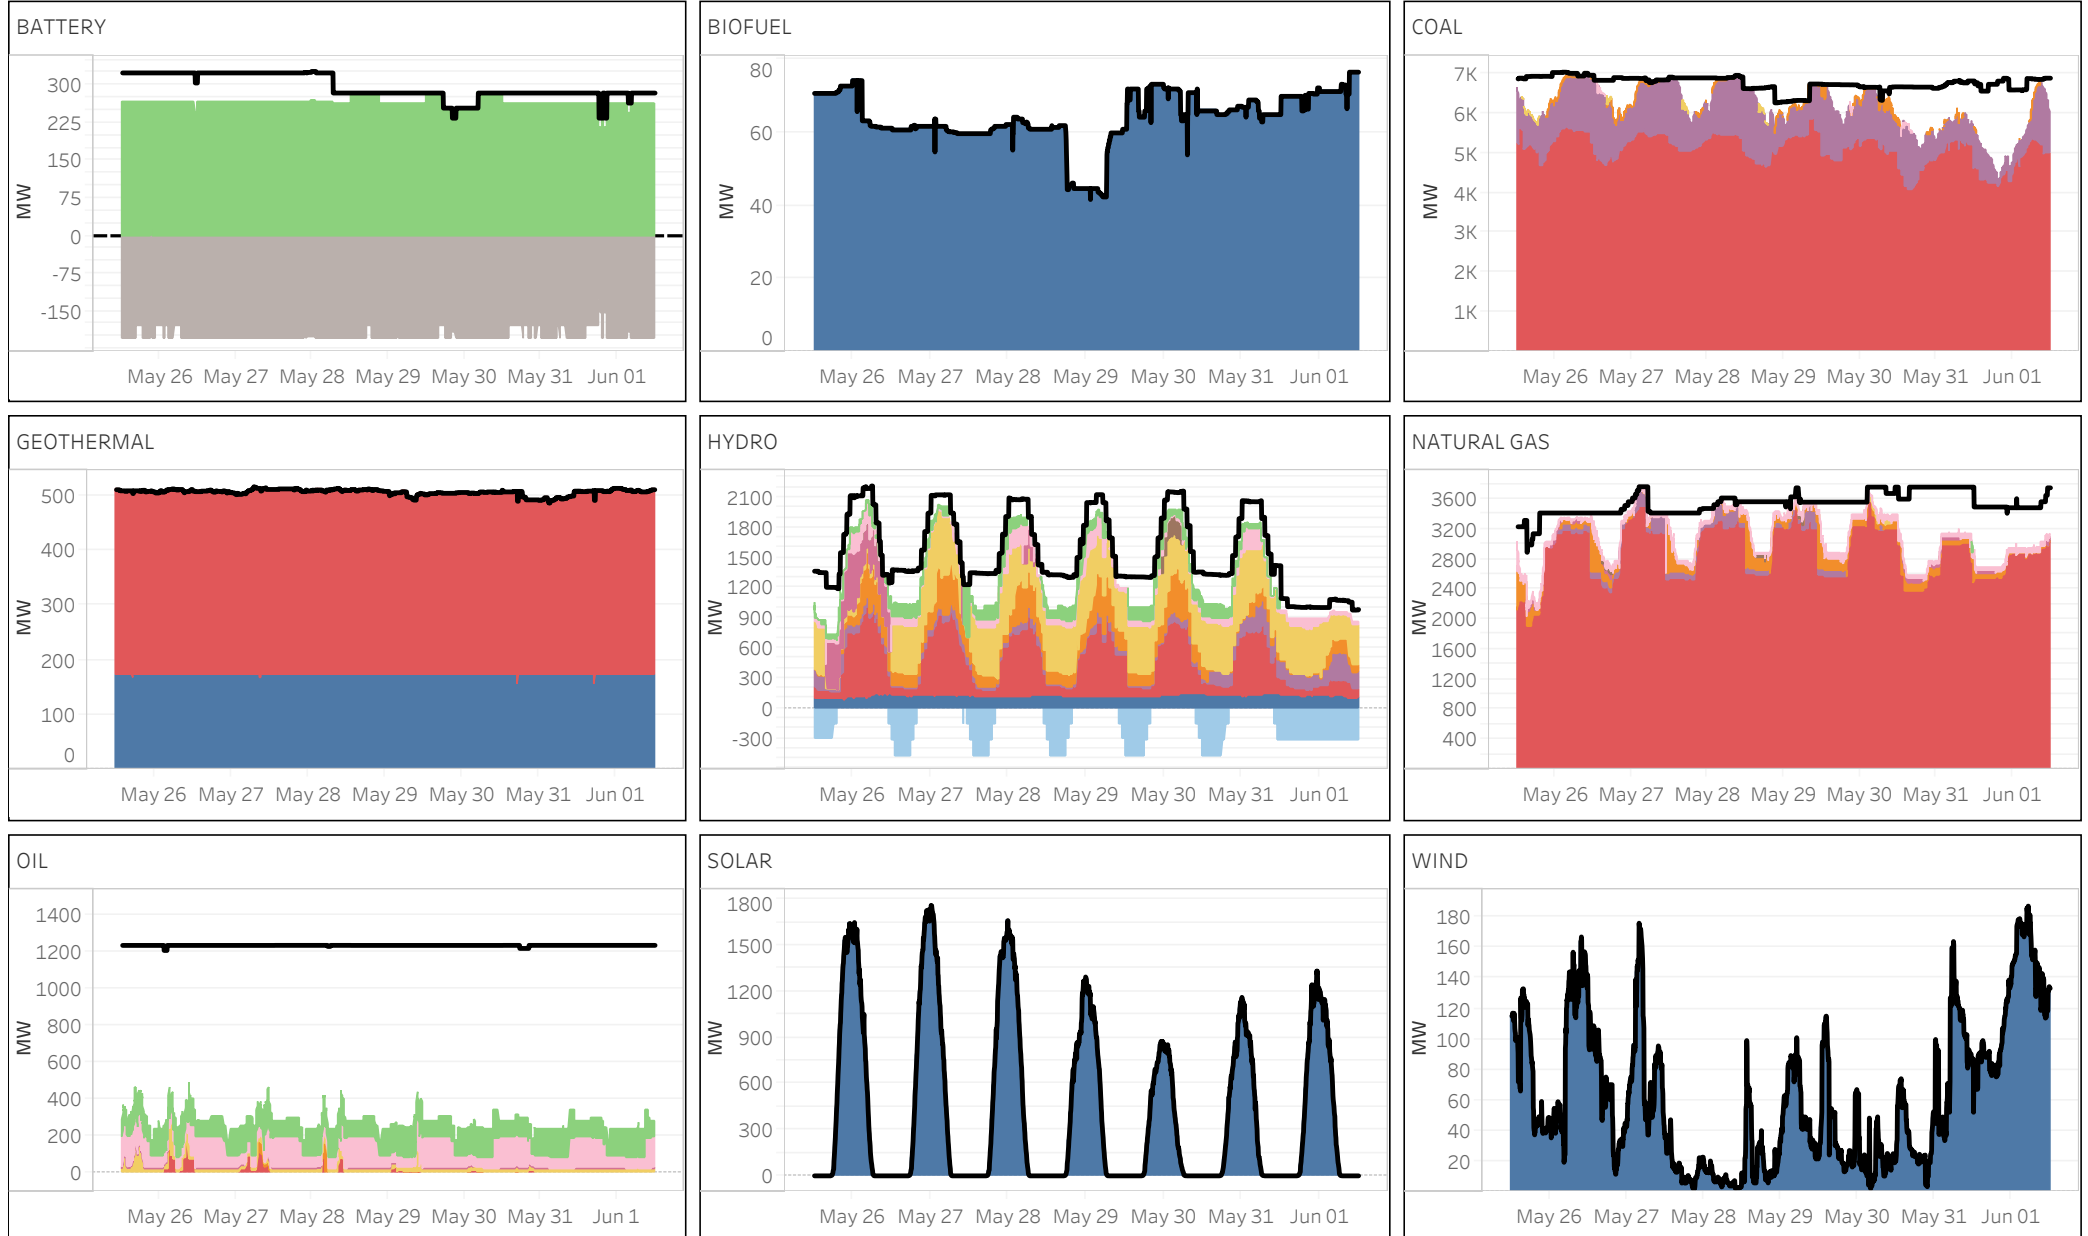 BATTERY
300
225
150
75
0
-75
-150
MW
May 26 May 27 May 28 May 29 May 30 May 31 Jun 01
BIOFUEL
80
60
40
20
0
MW
May 26 May 27 May 28 May 29 May 30 May 31 Jun 01
COAL
7K
6K
5K
4K
3K
2K
1K
MW
May 26 May 27 May 28 May 29 May 30 May 31 Jun 01
GEOTHERMAL
500
400
300
200
100
0
MW
May 26 May 27 May 28 May 29 May 30 May 31 Jun 01
HYDRO
2100
1800
1500
1200
900
600
300
0
-300
MW
May 26 May 27 May 28 May 29 May 30 May 31 Jun 01
NATURAL GAS
3600
3200
2800
2400
2000
1600
1200
800
400
MW
May 26 May 27 May 28 May 29 May 30 May 31 Jun 01
OIL
1400
1200
1000
800
600
400
200
0
MW
May 26 May 27 May 28 May 29 May 30 May 31 Jun 1
SOLAR
1800
1500
1200
900
600
300
0
MW
May 26 May 27 May 28 May 29 May 30 May 31 Jun 01
WIND
180
160
140
120
100
80
60
40
20
MW
May 26 May 27 May 28 May 29 May 30 May 31 Jun 01